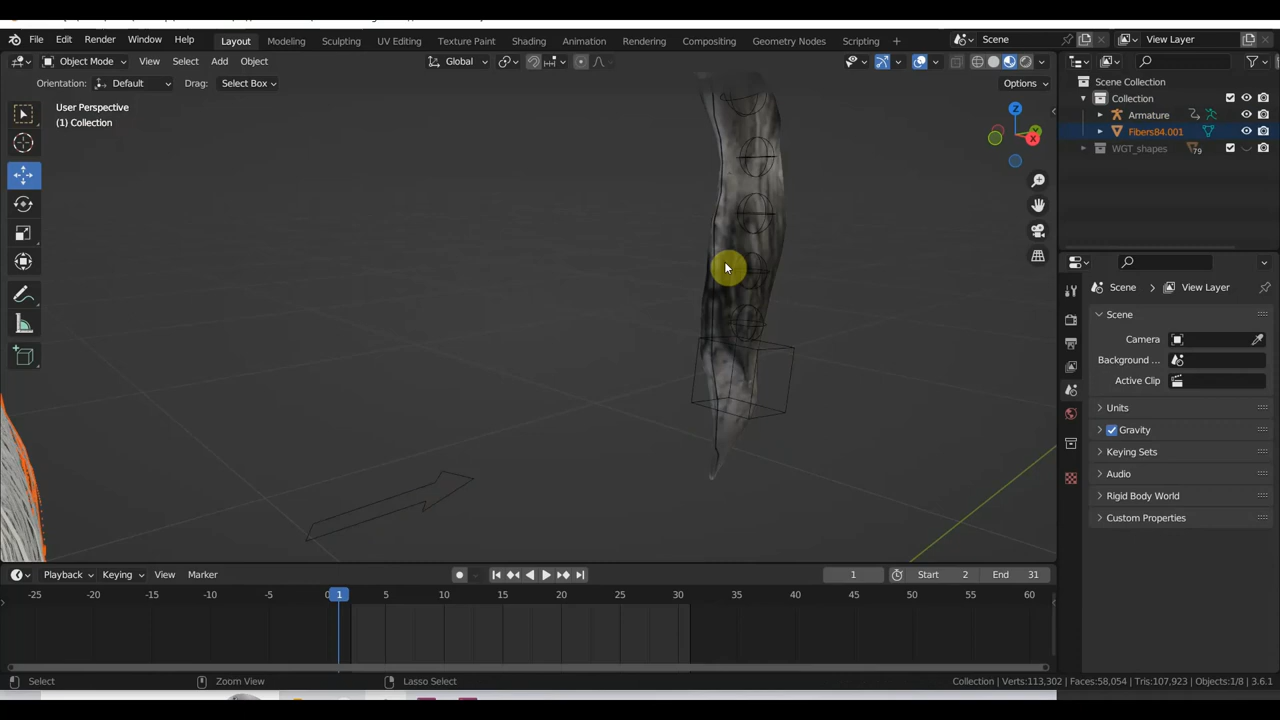 File Edit Render Window Help Layout Modeling Sculpting UV Editing Texture Paint Shading Animation Rendering Compositing Geometry Nodes Scripting + Scene View Layer
Object Mode View Select Add Object Global
Orientation: Default Drag: Select Box Options
User Perspective
(1) Collection
Z
Y
X
Scene Collection
Collection
Armature
Fibers84.001
WGT_shapes 79
Scene > View Layer
Scene
Camera
Background ...
Active Clip
Units
Gravity
Keying Sets
Audio
Rigid Body World
Custom Properties
Playback Keying View Marker 1 Start 2 End 31
-25 -20 -15 -10 -5 0 1 5 10 15 20 25 30 35 40 45 50 55 60
Select Zoom View Lasso Select Collection | Verts:113,302 | Faces:58,054 | Tris:107,923 | Objects:1/8 | 3.6.1